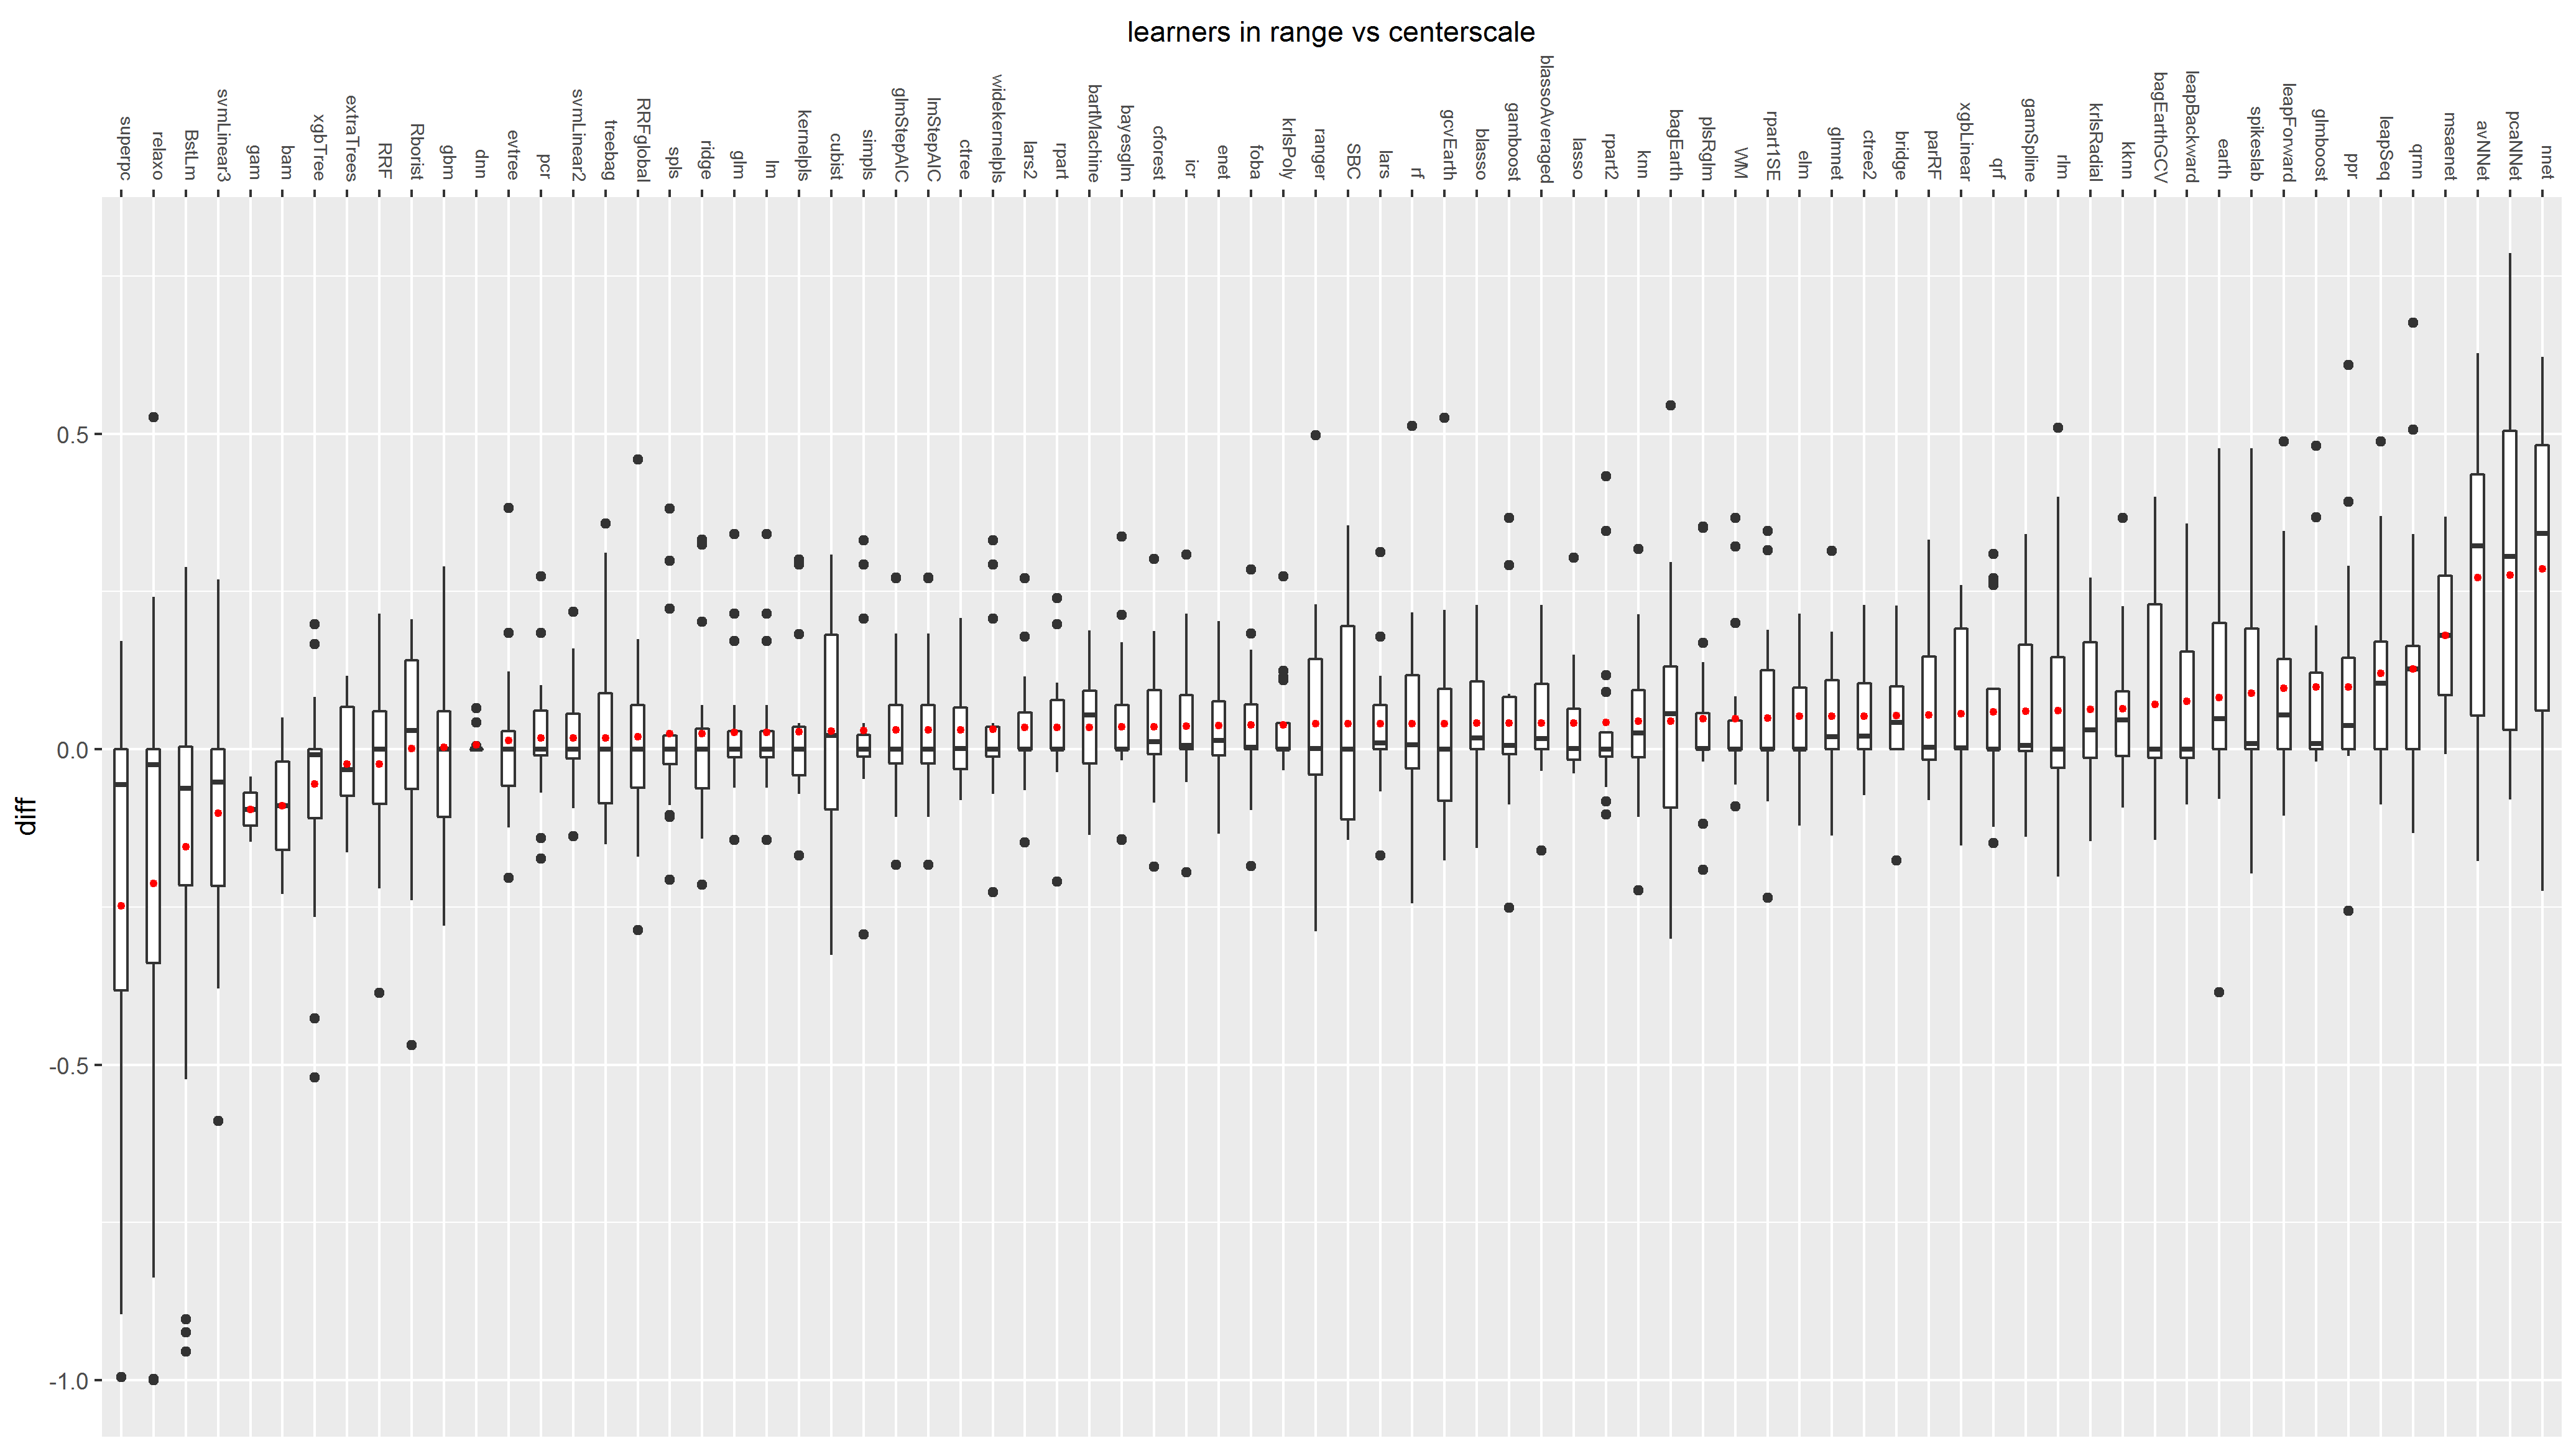 learners in range vs centerscale
superpc
relaxo
BstLm
svmLinear3
gam
bam
xgbTree
extraTrees
RRF
Rborist
gbm
dnn
evtree
pcr
svmLinear2
treebag
RRFglobal
spls
ridge
glm
lm
kernelpls
cubist
simpls
glmStepAIC
lmStepAIC
ctree
widekernelpls
lars2
rpart
bartMachine
bayesglm
cforest
icr
enet
foba
krlsPoly
ranger
SBC
lars
rf
gcvEarth
blasso
gamboost
blassoAveraged
lasso
rpart2
knn
bagEarth
plsRglm
WM
rpart1SE
elm
glmnet
ctree2
bridge
parRF
xgbLinear
qrf
gamSpline
rlm
krlsRadial
kknn
bagEarthGCV
leapBackward
earth
spikeslab
leapForward
glmboost
ppr
leapSeq
qrnn
msaenet
avNNet
pcaNNet
nnet
0.5
0.0
-0.5
-1.0
diff